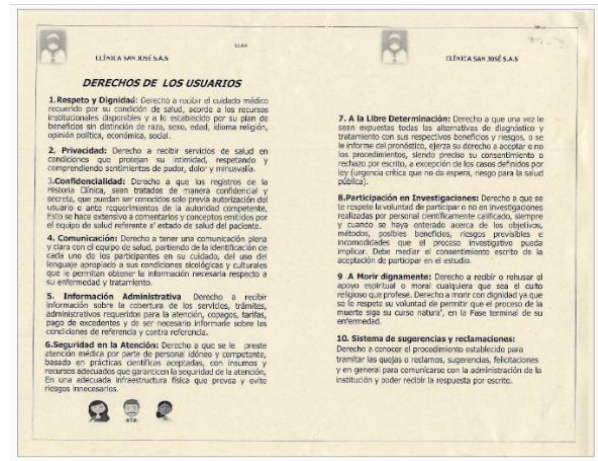 CLÍNICA SAN JOSÉ S.A.S
DERECHOS DE LOS USUARIOS
1.Respeto y Dignidad: Derecho a recibir el cuidado médico
requerido por su condición de salud, acorde a los recursos
institucionales disponibles y a lo establecido por su plan de
beneficios sin distinción de raza, sexo, edad, idioma religión,
opinión política, económica, social.
2. Privacidad: Derecho a recibir servicios de salud en
condiciones que protejan su intimidad, respetando y
comprendiendo sentimientos de pudor, dolor y minusvalía.
3.Confidencialidad: Derecho a que los registros de la
Historia Clínica, sean tratados de manera confidencial y
secreta, que puedan ser conocidos solo previa autorización del
usuario o ante requerimientos de la autoridad competente,
Esto se hace extensivo a comentarios y conceptos emitidos por
el equipo de salud referente a' estado de salud del paciente.
4. Comunicación: Derecho a tener una comunicación plena
y clara con el equipo de salud, partiendo de la identificación de
cada uno de los participantes en su cuidado, del uso del
lenguaje apropiado a sus condiciones sicológicas y culturales
que le permitan obtener la información necesaria respecto a
su enfermedad y tratamiento.
5. Información Administrativa Derecho a recibir
información sobre la cobertura de los servicios, trámites,
administrativos requeridos para la atención, copagos, tarifas,
pago de excedentes y de ser necesario informarle sobre las
condiciones de referencia y contra referencia.
6.Seguridad en la Atención: Derecho a que se le preste
atención médica por parte de personal idóneo y competente,
basado en prácticas científicas aceptadas, con insumos y
recursos adecuados que garanticen la seguridad de la atención,
En una adecuada infraestructura física que provea y evite
riesgos innecesarios.
CLÍNICA SAN JOSÉ S.A.S
7. A la Libre Determinación: Derecho a que una vez le
sean expuestas todas las alternativas de diagnóstico y
tratamiento con sus respectivos beneficios y riesgos, o se
le informe del pronóstico, ejerza su derecho a aceptar o no
los procedimientos, siendo preciso su consentimiento o
rechazo por escrito, a excepción de los casos definidos por
ley (urgencia crítica que no da espera, riesgo para la salud
pública).
8.Participación en Investigaciones: Derecho a que se
le respete la voluntad de participar o no en investigaciones
realizadas por personal científicamente calificado, siempre
y cuando se haya enterado acerca de los objetivos,
métodos, posibles beneficios, riesgos previsibles e
incomodidades que el proceso investigativo pueda
implicar. Debe mediar el consentimiento escrito de la
aceptación de participar en el estudio.
9 A Morir dignamente: Derecho a recibir o rehusar al
apoyo espiritual o moral cualquiera que sea el culto
religioso que profese. Derecho a morir con dignidad ya que
se le respete su voluntad de permitir que el proceso de la
muerte siga su curso natura', en la Fase terminal de su
enfermedad.
10. Sistema de sugerencias y reclamaciones:
Derecho a conocer el procedimiento establecido para
tramitar las quejas o reclamos, sugerencias, felicitaciones
y en general para comunicarse con la administración de la
institución y poder recibir la respuesta por escrito.